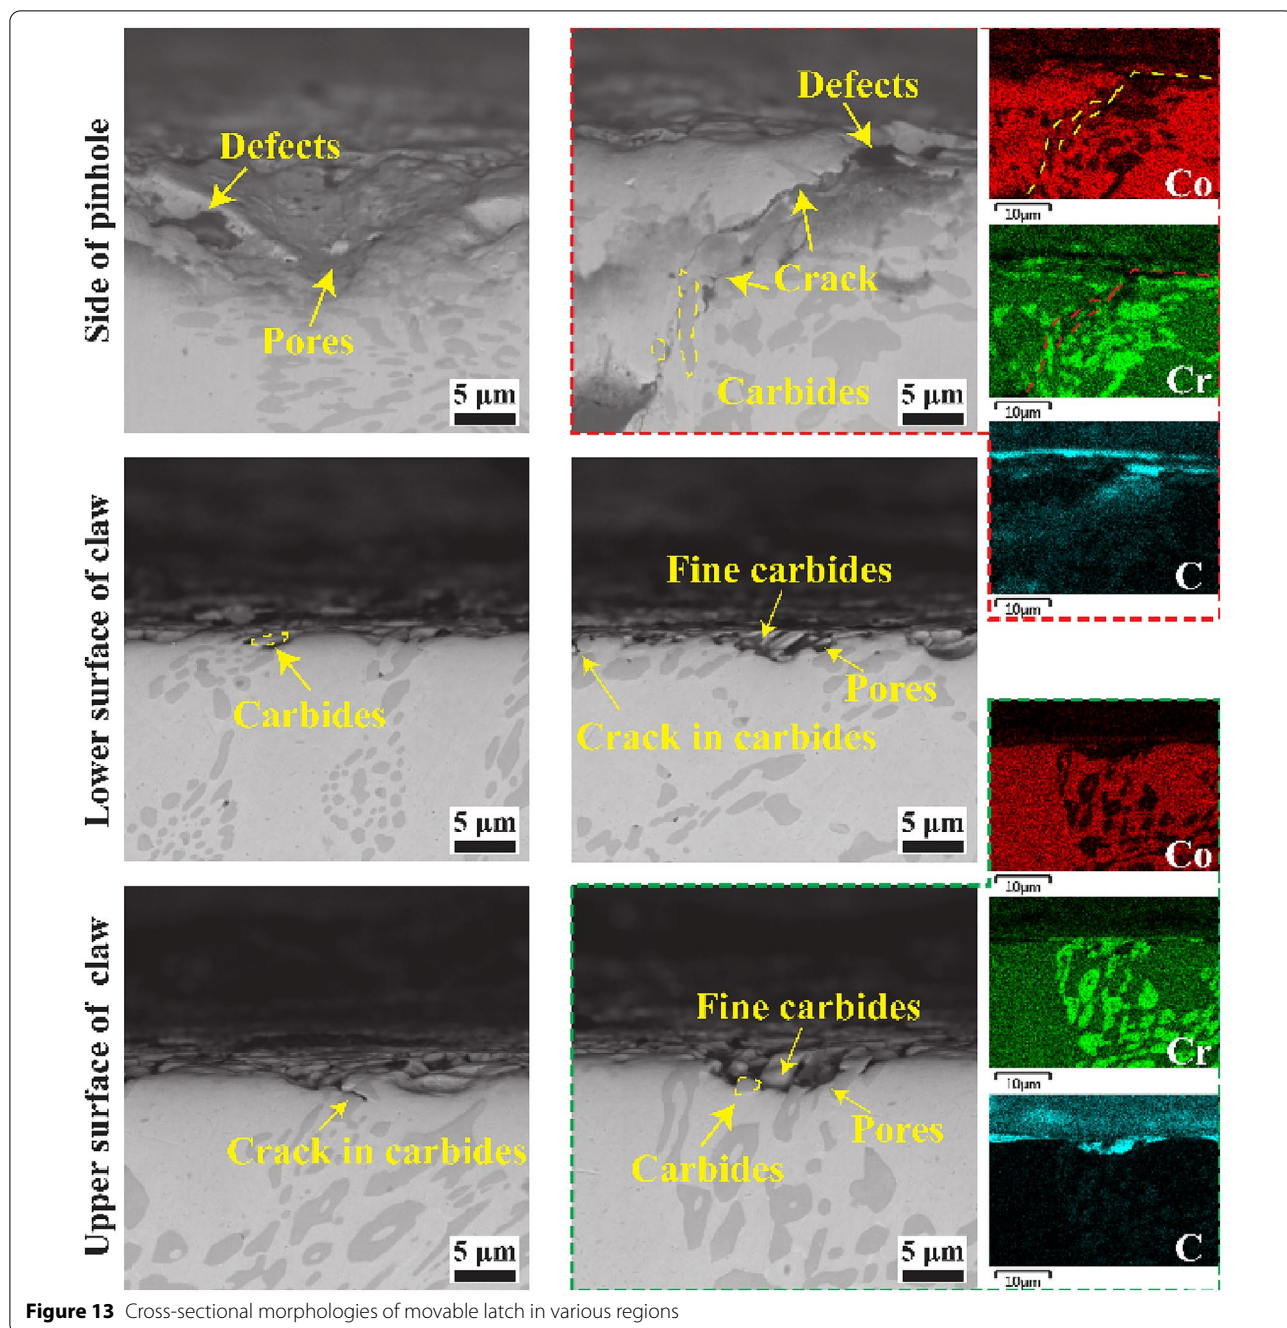 Side of pinhole
Defects
Pores
5 μm
Defects
Crack
Carbides
5 μm
Co
10μm
Cr
10μm
C
10μm
Lower surface of claw
Carbides
5 μm
Fine carbides
Pores
Crack in carbides
5 μm
Co
10μm
Upper surface of claw
Crack in carbides
5 μm
Fine carbides
Pores
Carbides
5 μm
Cr
10μm
C
10μm
Figure 13 Cross-sectional morphologies of movable latch in various regions